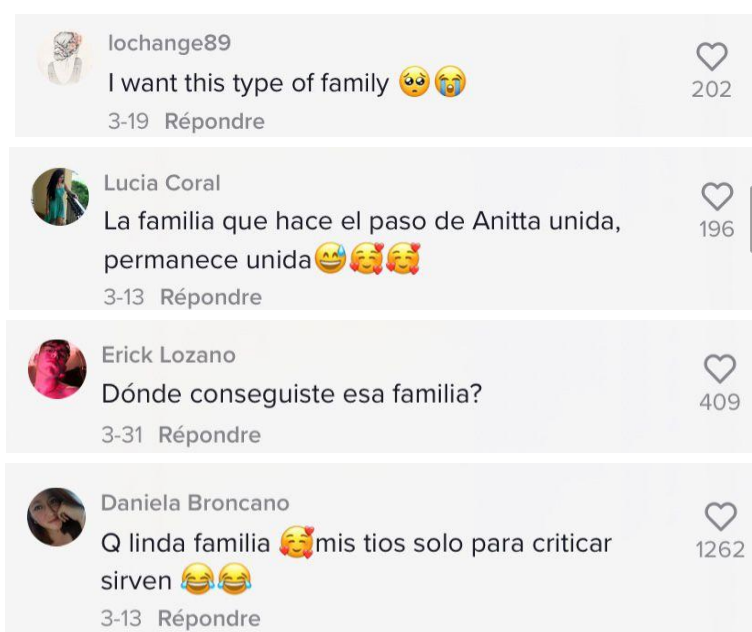 lochange89
I want this type of family 🥺😭
3-19 Répondre
202
Lucia Coral
La familia que hace el paso de Anitta unida,
permanece unida😅🥰🥰
3-13 Répondre
196
Erick Lozano
Dónde conseguiste esa familia?
3-31 Répondre
409
Daniela Broncano
Q linda familia 🥰mis tios solo para criticar
sirven 😂😂
3-13 Répondre
1262